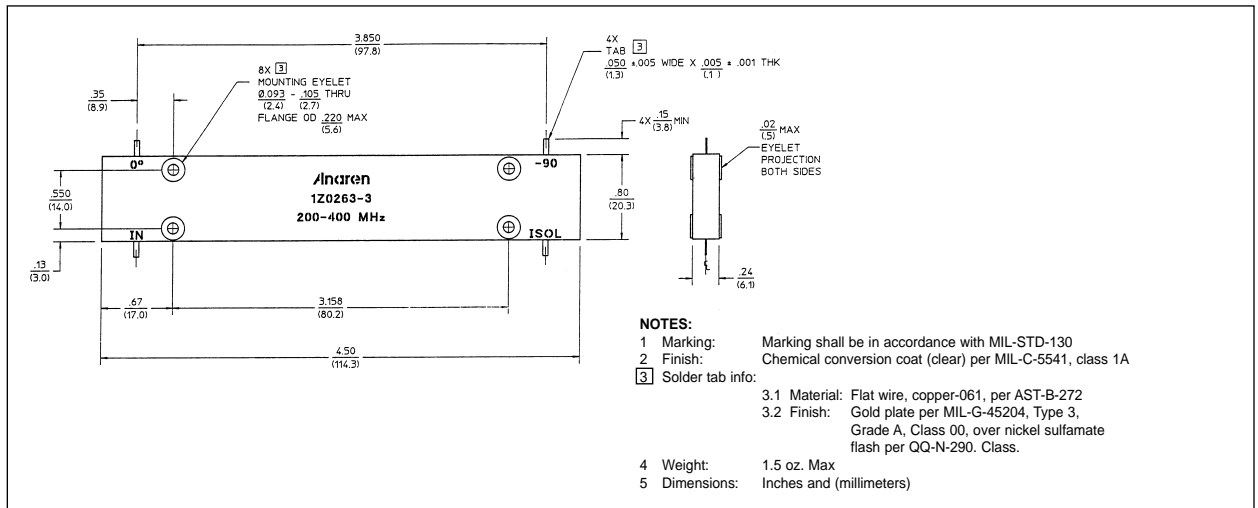 3.850
(97.8)
4X
TAB 3
.050 ±.005 WIDE X .005 ± .001 THK
(1.3) (.1)
8X 3
MOUNTING EYELET
Ø.093 - .105 THRU
(2.4) (2.7)
FLANGE OD .220 MAX
(5.6)
.35
(8.9)
4X .15 MIN
(3.8)
.02 MAX
(.5)
EYELET
PROJECTION
BOTH SIDES
0°
-90
Anaren
1Z0263-3
200-400 MHz
.550
(14.0)
.80
(20.3)
IN
ISOL
.13
(3.0)
.24
(6.1)
.67
(17.0)
3.158
(80.2)
4.50
(114.3)
NOTES:
1 Marking: Marking shall be in accordance with MIL-STD-130
2 Finish: Chemical conversion coat (clear) per MIL-C-5541, class 1A
3 Solder tab info:
3.1 Material: Flat wire, copper-061, per AST-B-272
3.2 Finish: Gold plate per MIL-G-45204, Type 3,
Grade A, Class 00, over nickel sulfamate
flash per QQ-N-290. Class.
4 Weight: 1.5 oz. Max
5 Dimensions: Inches and (millimeters)